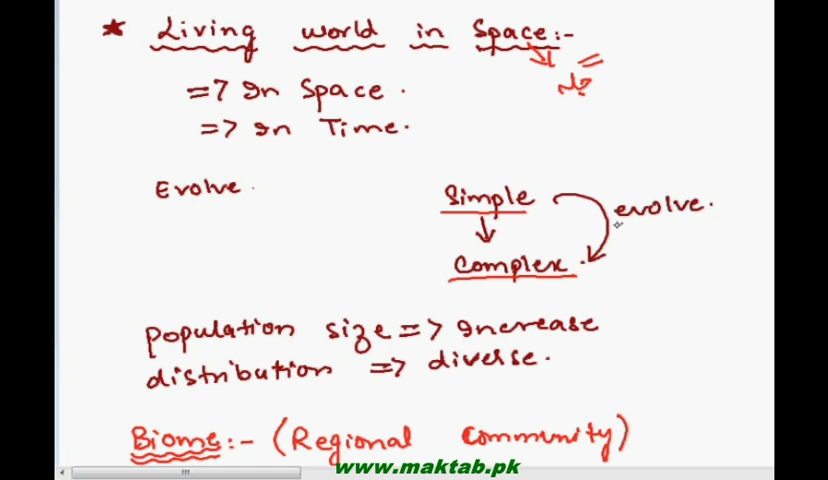 * Living world in Space:-
جگہ
=> In Space.
=> In Time.
Evolve.
Simple
evolve.
↓
Complex.
population size => Increase
distribution => diverse.
Biome:- (Regional Community)
www.maktab.pk